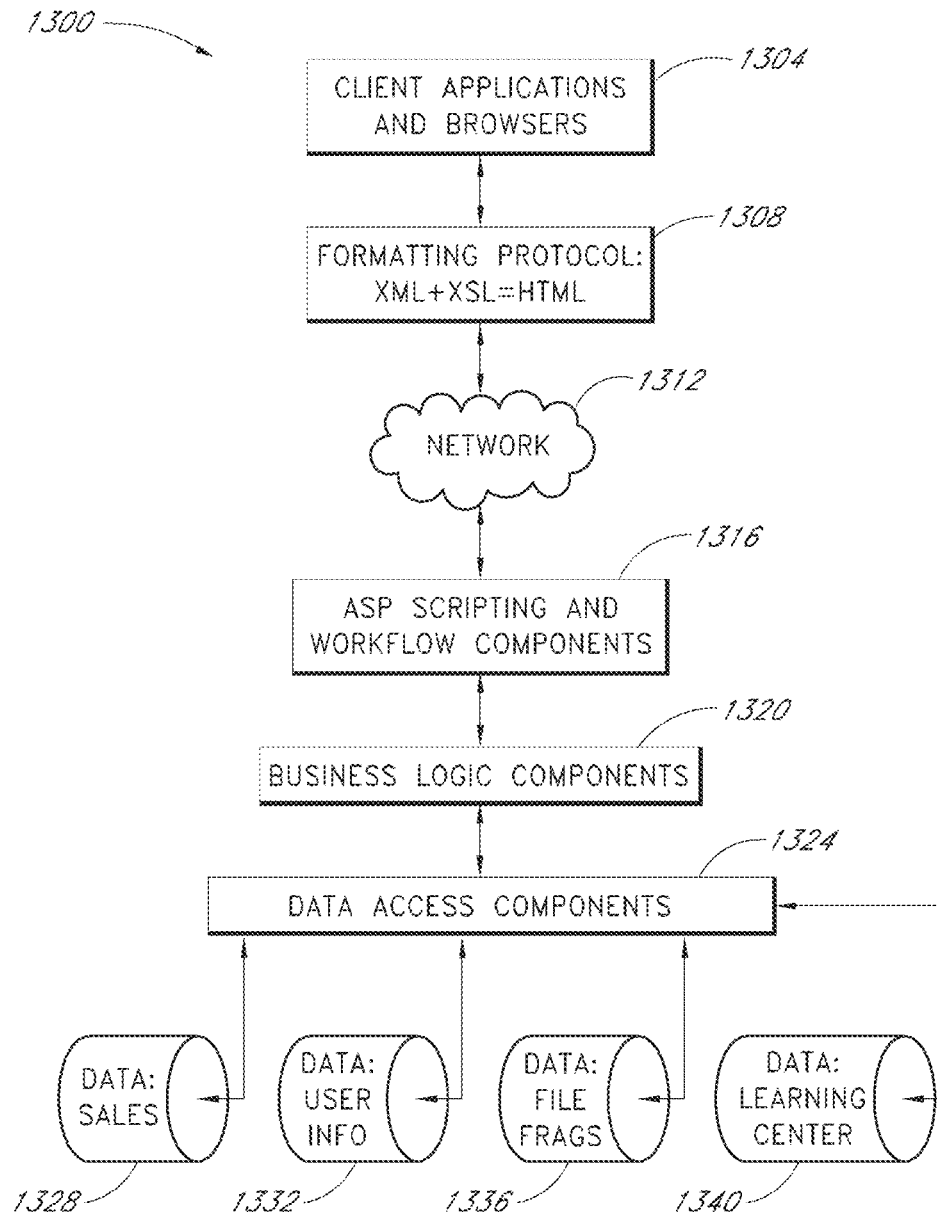 1300
1304
CLIENT APPLICATIONS
AND BROWSERS
1308
FORMATTING PROTOCOL:
XML+XSL=HTML
1312
NETWORK
1316
ASP SCRIPTING AND
WORKFLOW COMPONENTS
1320
BUSINESS LOGIC COMPONENTS
1324
DATA ACCESS COMPONENTS
DATA:
SALES
DATA:
USER
INFO
DATA:
FILE
FRAGS
DATA:
LEARNING
CENTER
1328
1332
1336
1340